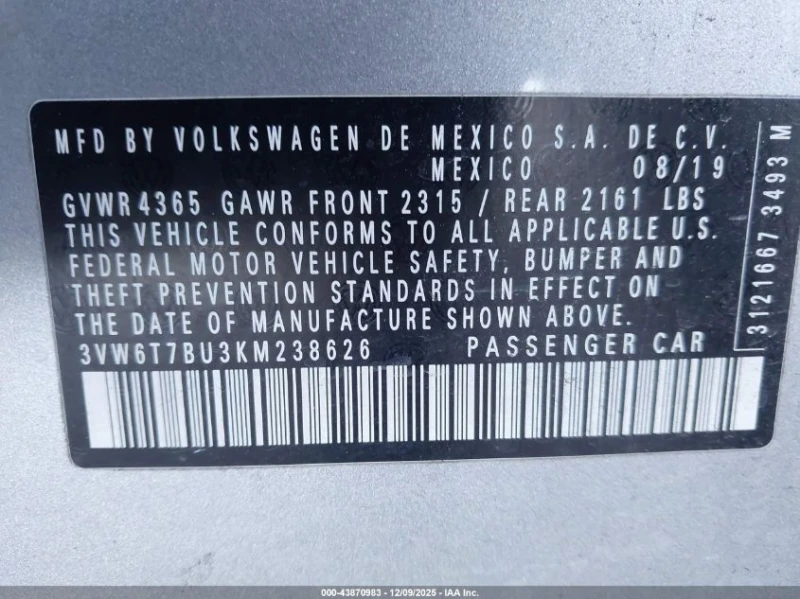 MFD BY VOLKSWAGEN DE MEXICO S.A. DE C.V.
MEXICO 08/19
GVWR 4365 GAWR FRONT 2315 / REAR 2161 LBS
THIS VEHICLE CONFORMS TO ALL APPLICABLE U.S.
FEDERAL MOTOR VEHICLE SAFETY, BUMPER AND
THEFT PREVENTION STANDARDS IN EFFECT ON
THE DATE OF MANUFACTURE SHOWN ABOVE.
3VW6T7BU3KM238626 PASSENGER CAR
3121667 3493 M
000-43870983 - 12/09/2025 - IAA Inc.